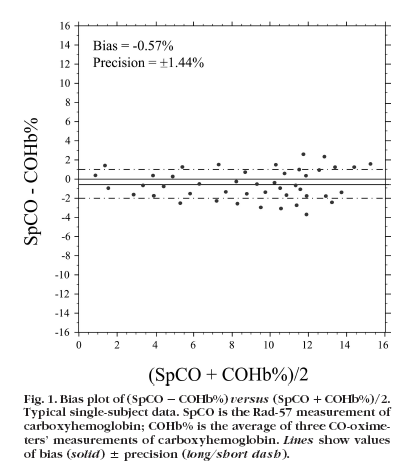 16
14
12
10
8
6
4
2
0
-2
-4
-6
-8
-10
-12
-14
-16
Bias = -0.57%
Precision = ±1.44%
SpCO - COHb%
0 2 4 6 8 10 12 14 16
(SpCO + COHb%)/2
Fig. 1. Bias plot of (SpCO − COHb%) versus (SpCO + COHb%)/2.
Typical single-subject data. SpCO is the Rad-57 measurement of
carboxyhemoglobin; COHb% is the average of three CO-oxime-
ters' measurements of carboxyhemoglobin. Lines show values
of bias (solid) ± precision (long/short dash).